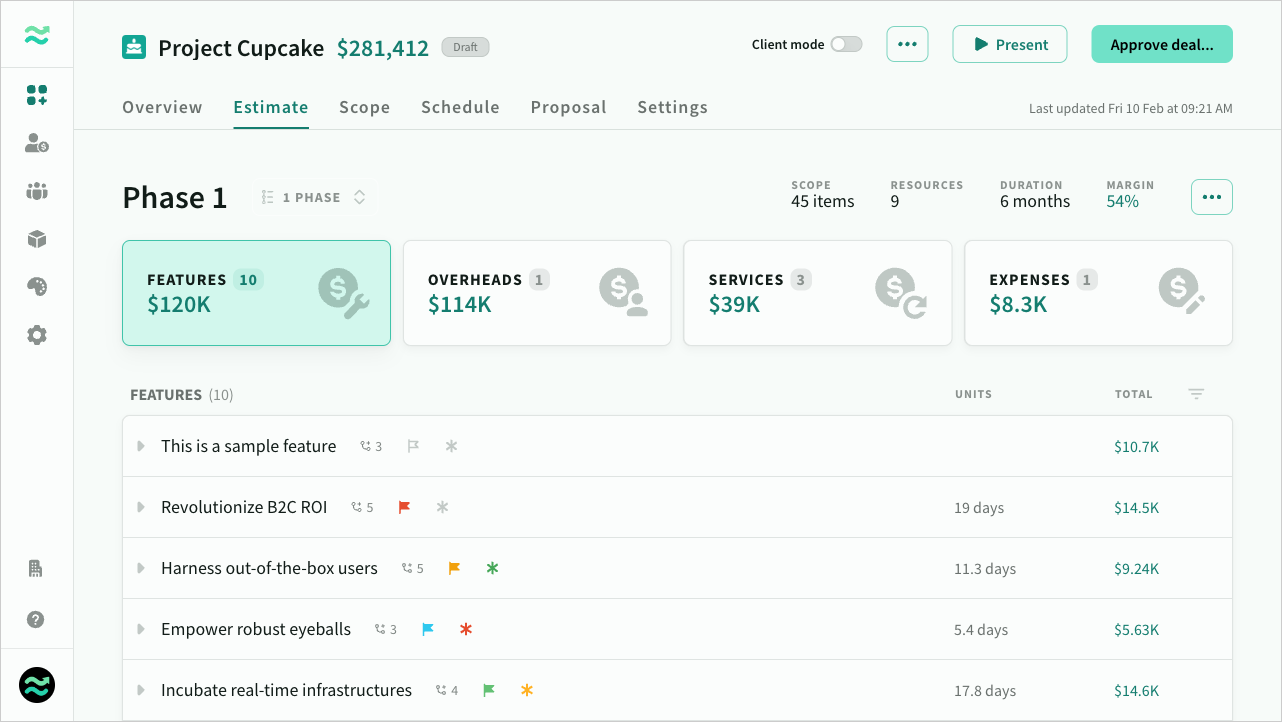 Project Cupcake $281,412 Draft
Client mode
Present
Approve deal...
Overview Estimate Scope Schedule Proposal Settings
Last updated Fri 10 Feb at 09:21 AM
Phase 1
1 PHASE
SCOPE
45 items
RESOURCES
9
DURATION
6 months
MARGIN
54%
FEATURES 10
$120K
OVERHEADS 1
$114K
SERVICES 3
$39K
EXPENSES 1
$8.3K
FEATURES (10) UNITS TOTAL
This is a sample feature 3 $10.7K
Revolutionize B2C ROI 5 19 days $14.5K
Harness out-of-the-box users 5 11.3 days $9.24K
Empower robust eyeballs 3 5.4 days $5.63K
Incubate real-time infrastructures 4 17.8 days $14.6K